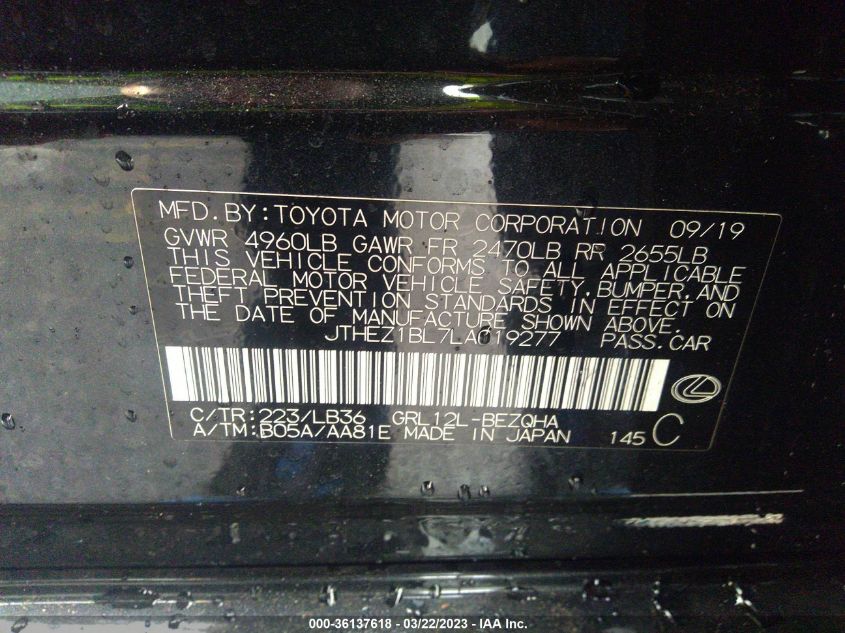 MFD. BY: TOYOTA MOTOR CORPORATION 09/19
GVWR 4960LB GAWR FR 2470LB RR 2655LB
THIS VEHICLE CONFORMS TO ALL APPLICABLE
FEDERAL MOTOR VEHICLE SAFETY, BUMPER, AND
THEFT PREVENTION STANDARDS IN EFFECT ON
THE DATE OF MANUFACTURE SHOWN ABOVE.
JTHEZ1BL7LA019277 PASS.CAR
C/TR: 223/LB36 GRL12L-BEZQHA
A/TM: B05A/AA81E MADE IN JAPAN 145 C
000-36137618 - 03/22/2023 - IAA Inc.